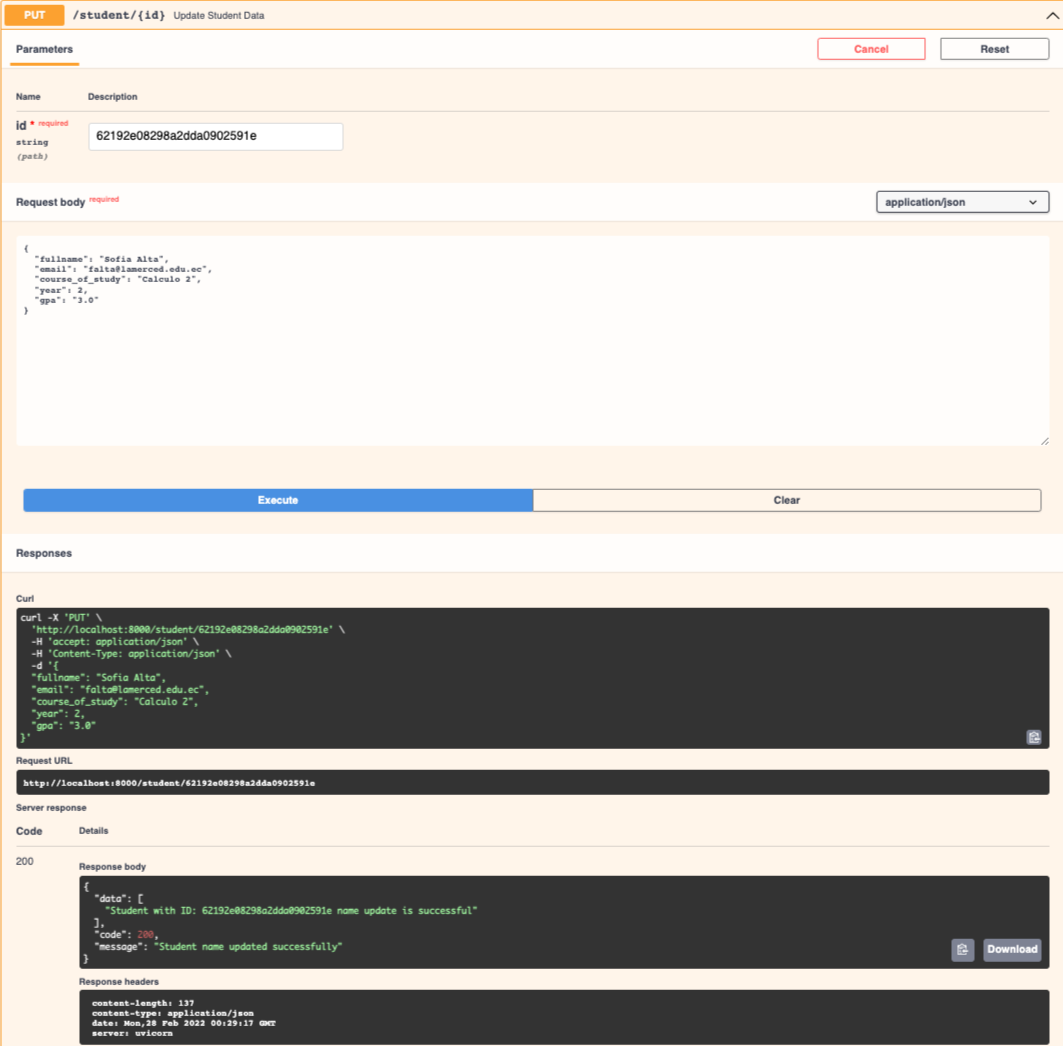 PUT /student/{id} Update Student Data
Parameters
Cancel
Reset
Name Description
id * required
string
(path)
62192e08298a2dda0902591e
Request body required
application/json
{
"fullname": "Sofia Alta",
"email": "falta@lamerced.edu.ec",
"course_of_study": "Calculo 2",
"year": 2,
"gpa": "3.0"
}
Execute
Clear
Responses
Curl
curl -X 'PUT' \
'http://localhost:8000/student/62192e08298a2dda0902591e' \
-H 'accept: application/json' \
-H 'Content-Type: application/json' \
-d '{
"fullname": "Sofia Alta",
"email": "falta@lamerced.edu.ec",
"course_of_study": "Calculo 2",
"year": 2,
"gpa": "3.0"
}'
Request URL
http://localhost:8000/student/62192e08298a2dda0902591e
Server response
Code Details
200
Response body
{
"data": [
"Student with ID: 62192e08298a2dda0902591e name update is successful"
],
"code": 200,
"message": "Student name updated successfully"
}
Download
Response headers
content-length: 137
content-type: application/json
date: Mon,28 Feb 2022 00:29:17 GMT
server: uvicorn